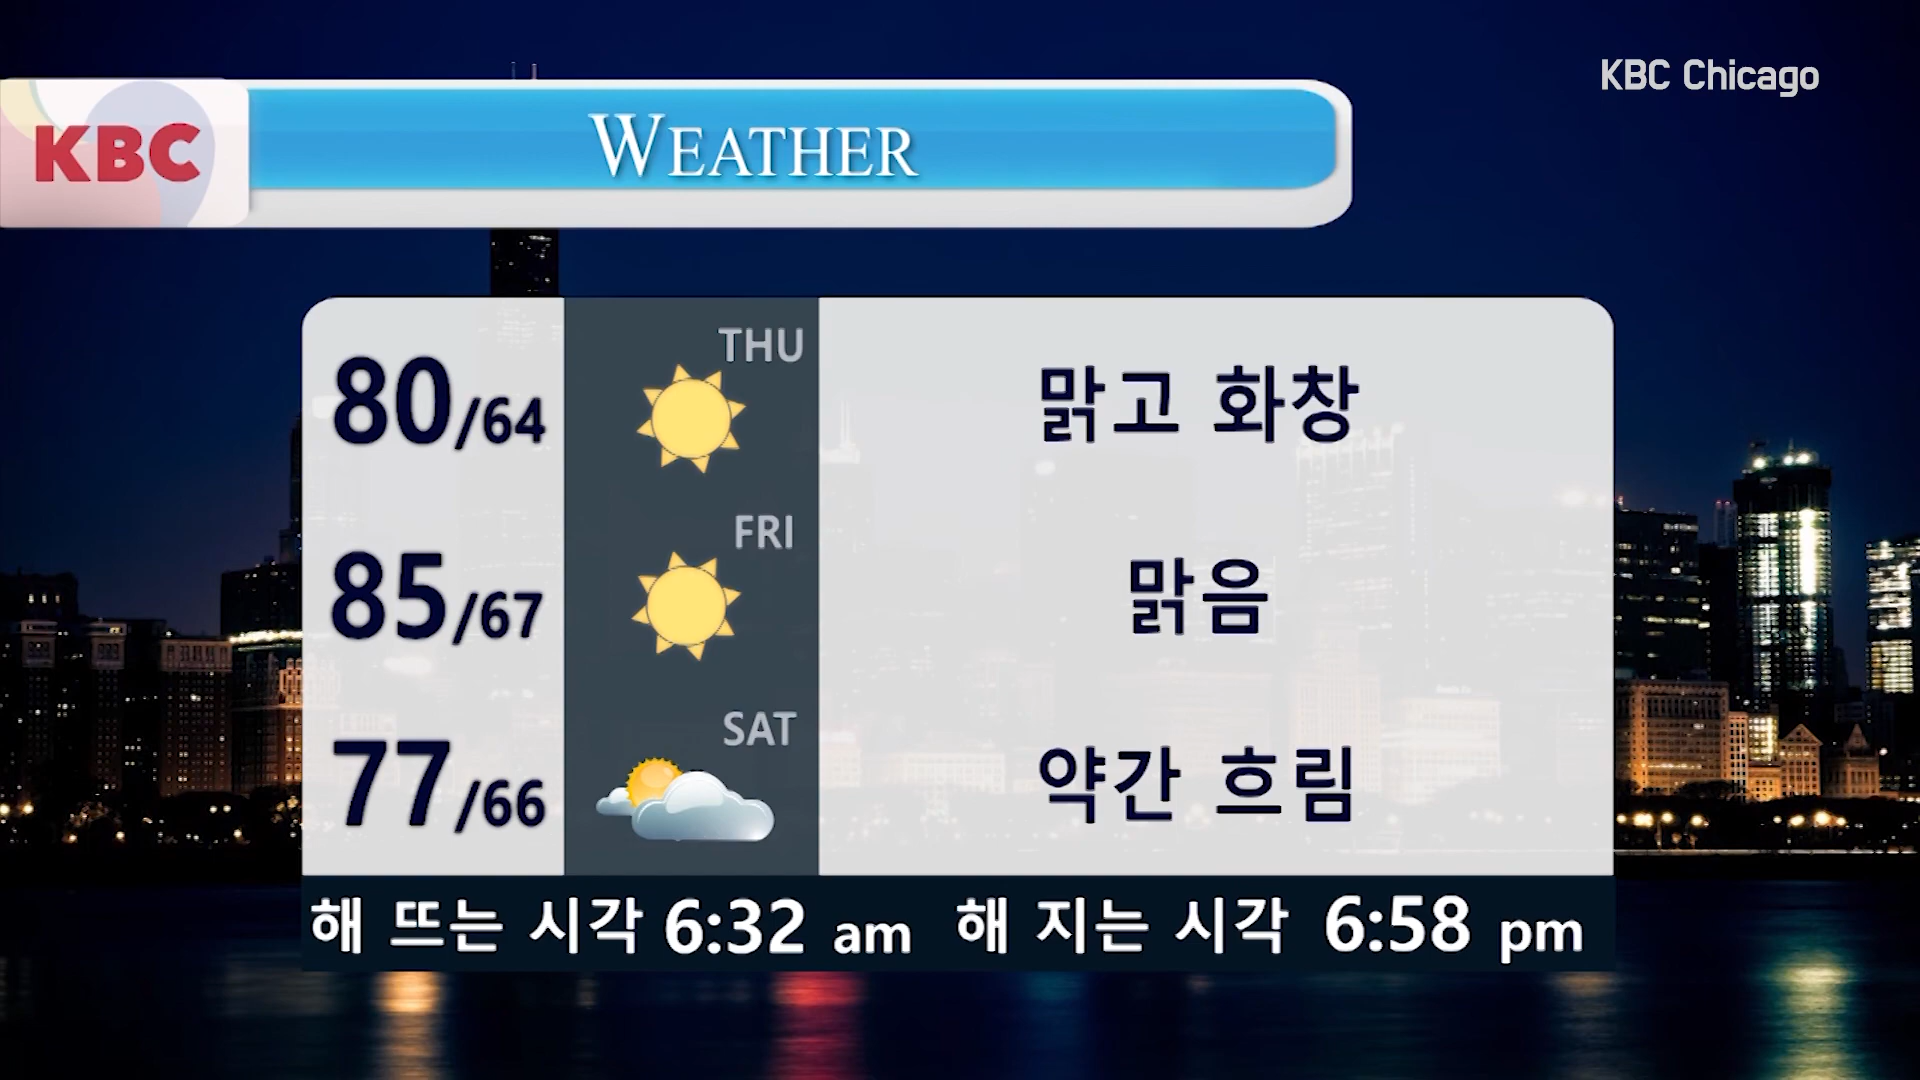 KBC Chicago
KBC
WEATHER
80/64
THU
맑고 화창
85/67
FRI
맑음
77/66
SAT
약간 흐림
해 뜨는 시각 6:32 am 해 지는 시각 6:58 pm